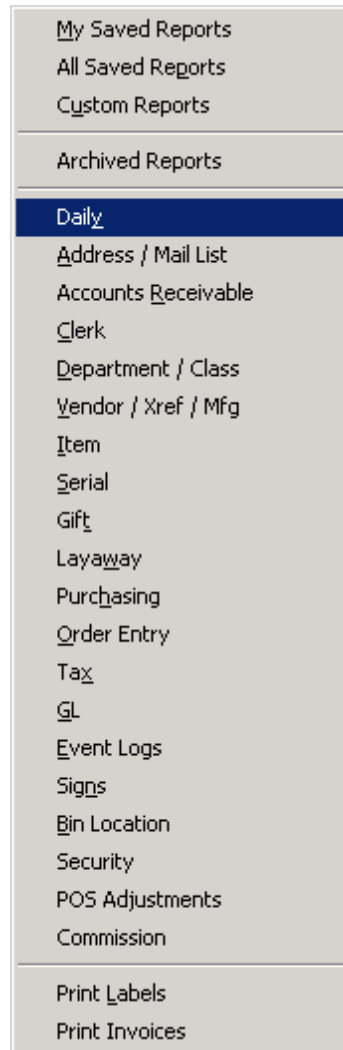 My Saved Reports
All Saved Reports
Custom Reports
Archived Reports
Daily
Address / Mail List
Accounts Receivable
Clerk
Department / Class
Vendor / Xref / Mfg
Item
Serial
Gift
Layaway
Purchasing
Order Entry
Tax
GL
Event Logs
Signs
Bin Location
Security
POS Adjustments
Commission
Print Labels
Print Invoices